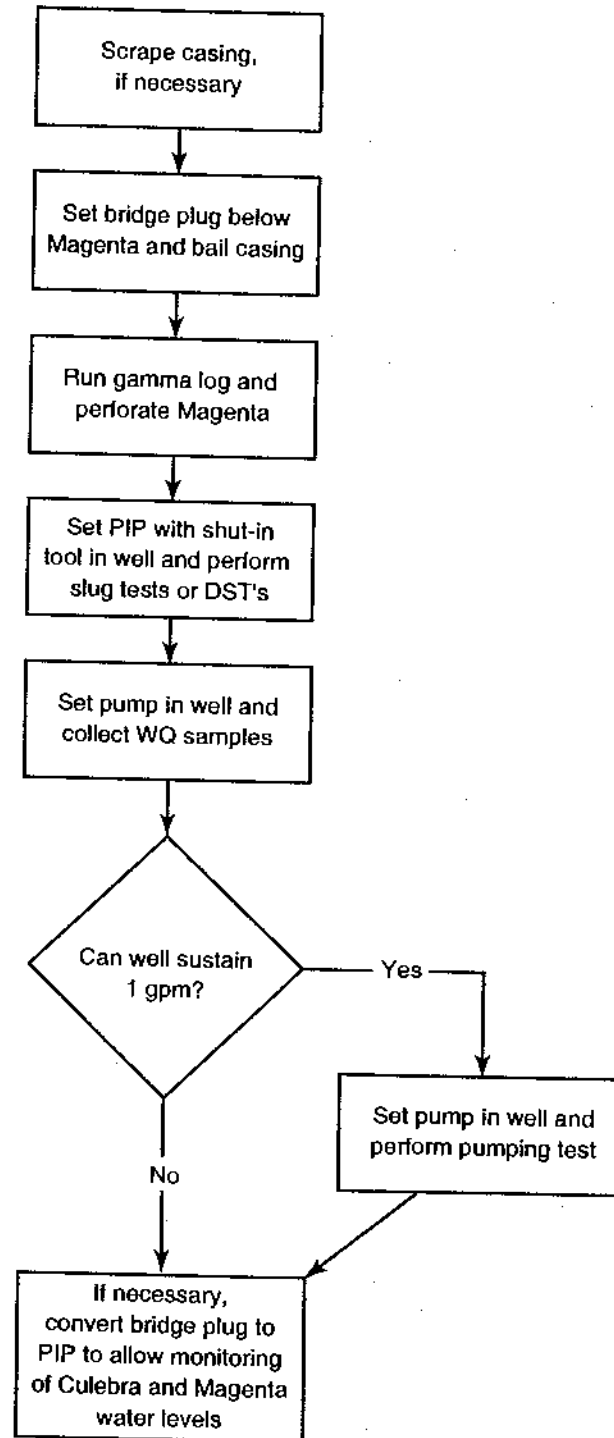 Scrape casing,
if necessary
Set bridge plug below
Magenta and bail casing
Run gamma log and
perforate Magenta
Set PIP with shut-in
tool in well and perform
slug tests or DST's
Set pump in well and
collect WQ samples
Can well sustain
1 gpm?
Yes
Set pump in well and
perform pumping test
No
If necessary,
convert bridge plug to
PIP to allow monitoring
of Culebra and Magenta
water levels